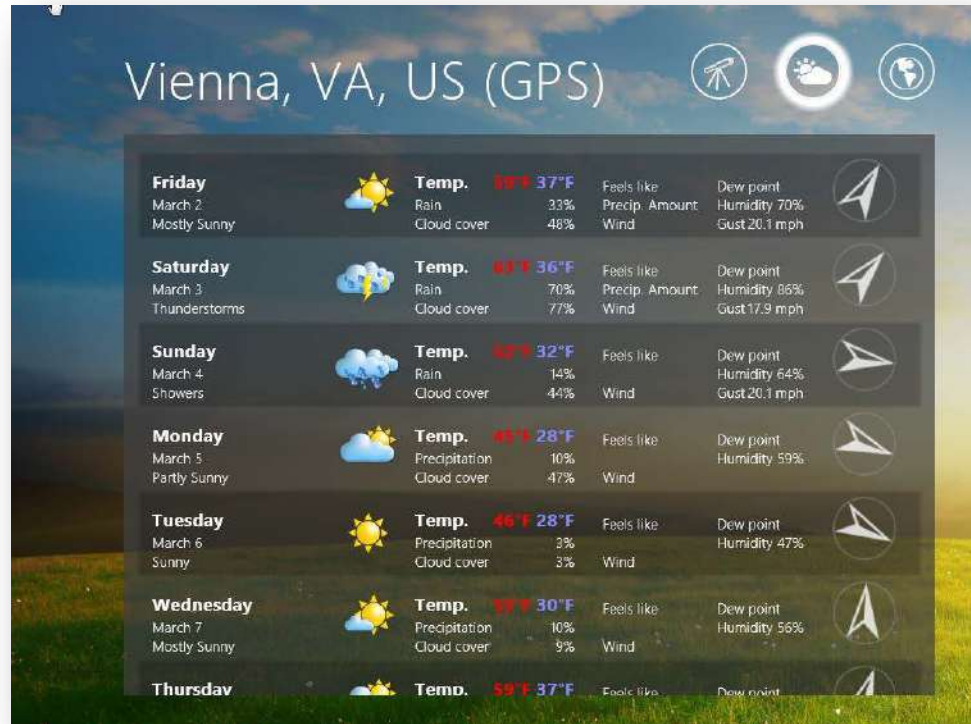 Vienna, VA, US (GPS)
Friday Temp. 37°F Feels like Dew point
March 2 Rain 33% Precip. Amount Humidity 70%
Mostly Sunny Cloud cover 48% Wind Gust 20.1 mph
Saturday Temp. 36°F Feels like Dew point
March 3 Rain 70% Precip. Amount Humidity 86%
Thunderstorms Cloud cover 77% Wind Gust 17.9 mph
Sunday Temp. 32°F Feels like Dew point
March 4 Rain 14% Humidity 64%
Showers Cloud cover 44% Wind Gust 20.1 mph
Monday Temp. 28°F Feels like Dew point
March 5 Precipitation 10% Humidity 59%
Partly Sunny Cloud cover 47% Wind
Tuesday Temp. 46°F 28°F Feels like Dew point
March 6 Precipitation 3% Humidity 47%
Sunny Cloud cover 3% Wind
Wednesday Temp. 30°F Feels like Dew point
March 7 Precipitation 10% Humidity 56%
Mostly Sunny Cloud cover 9% Wind
Thursday Temp. 59°F 37°F Feels like Dew point